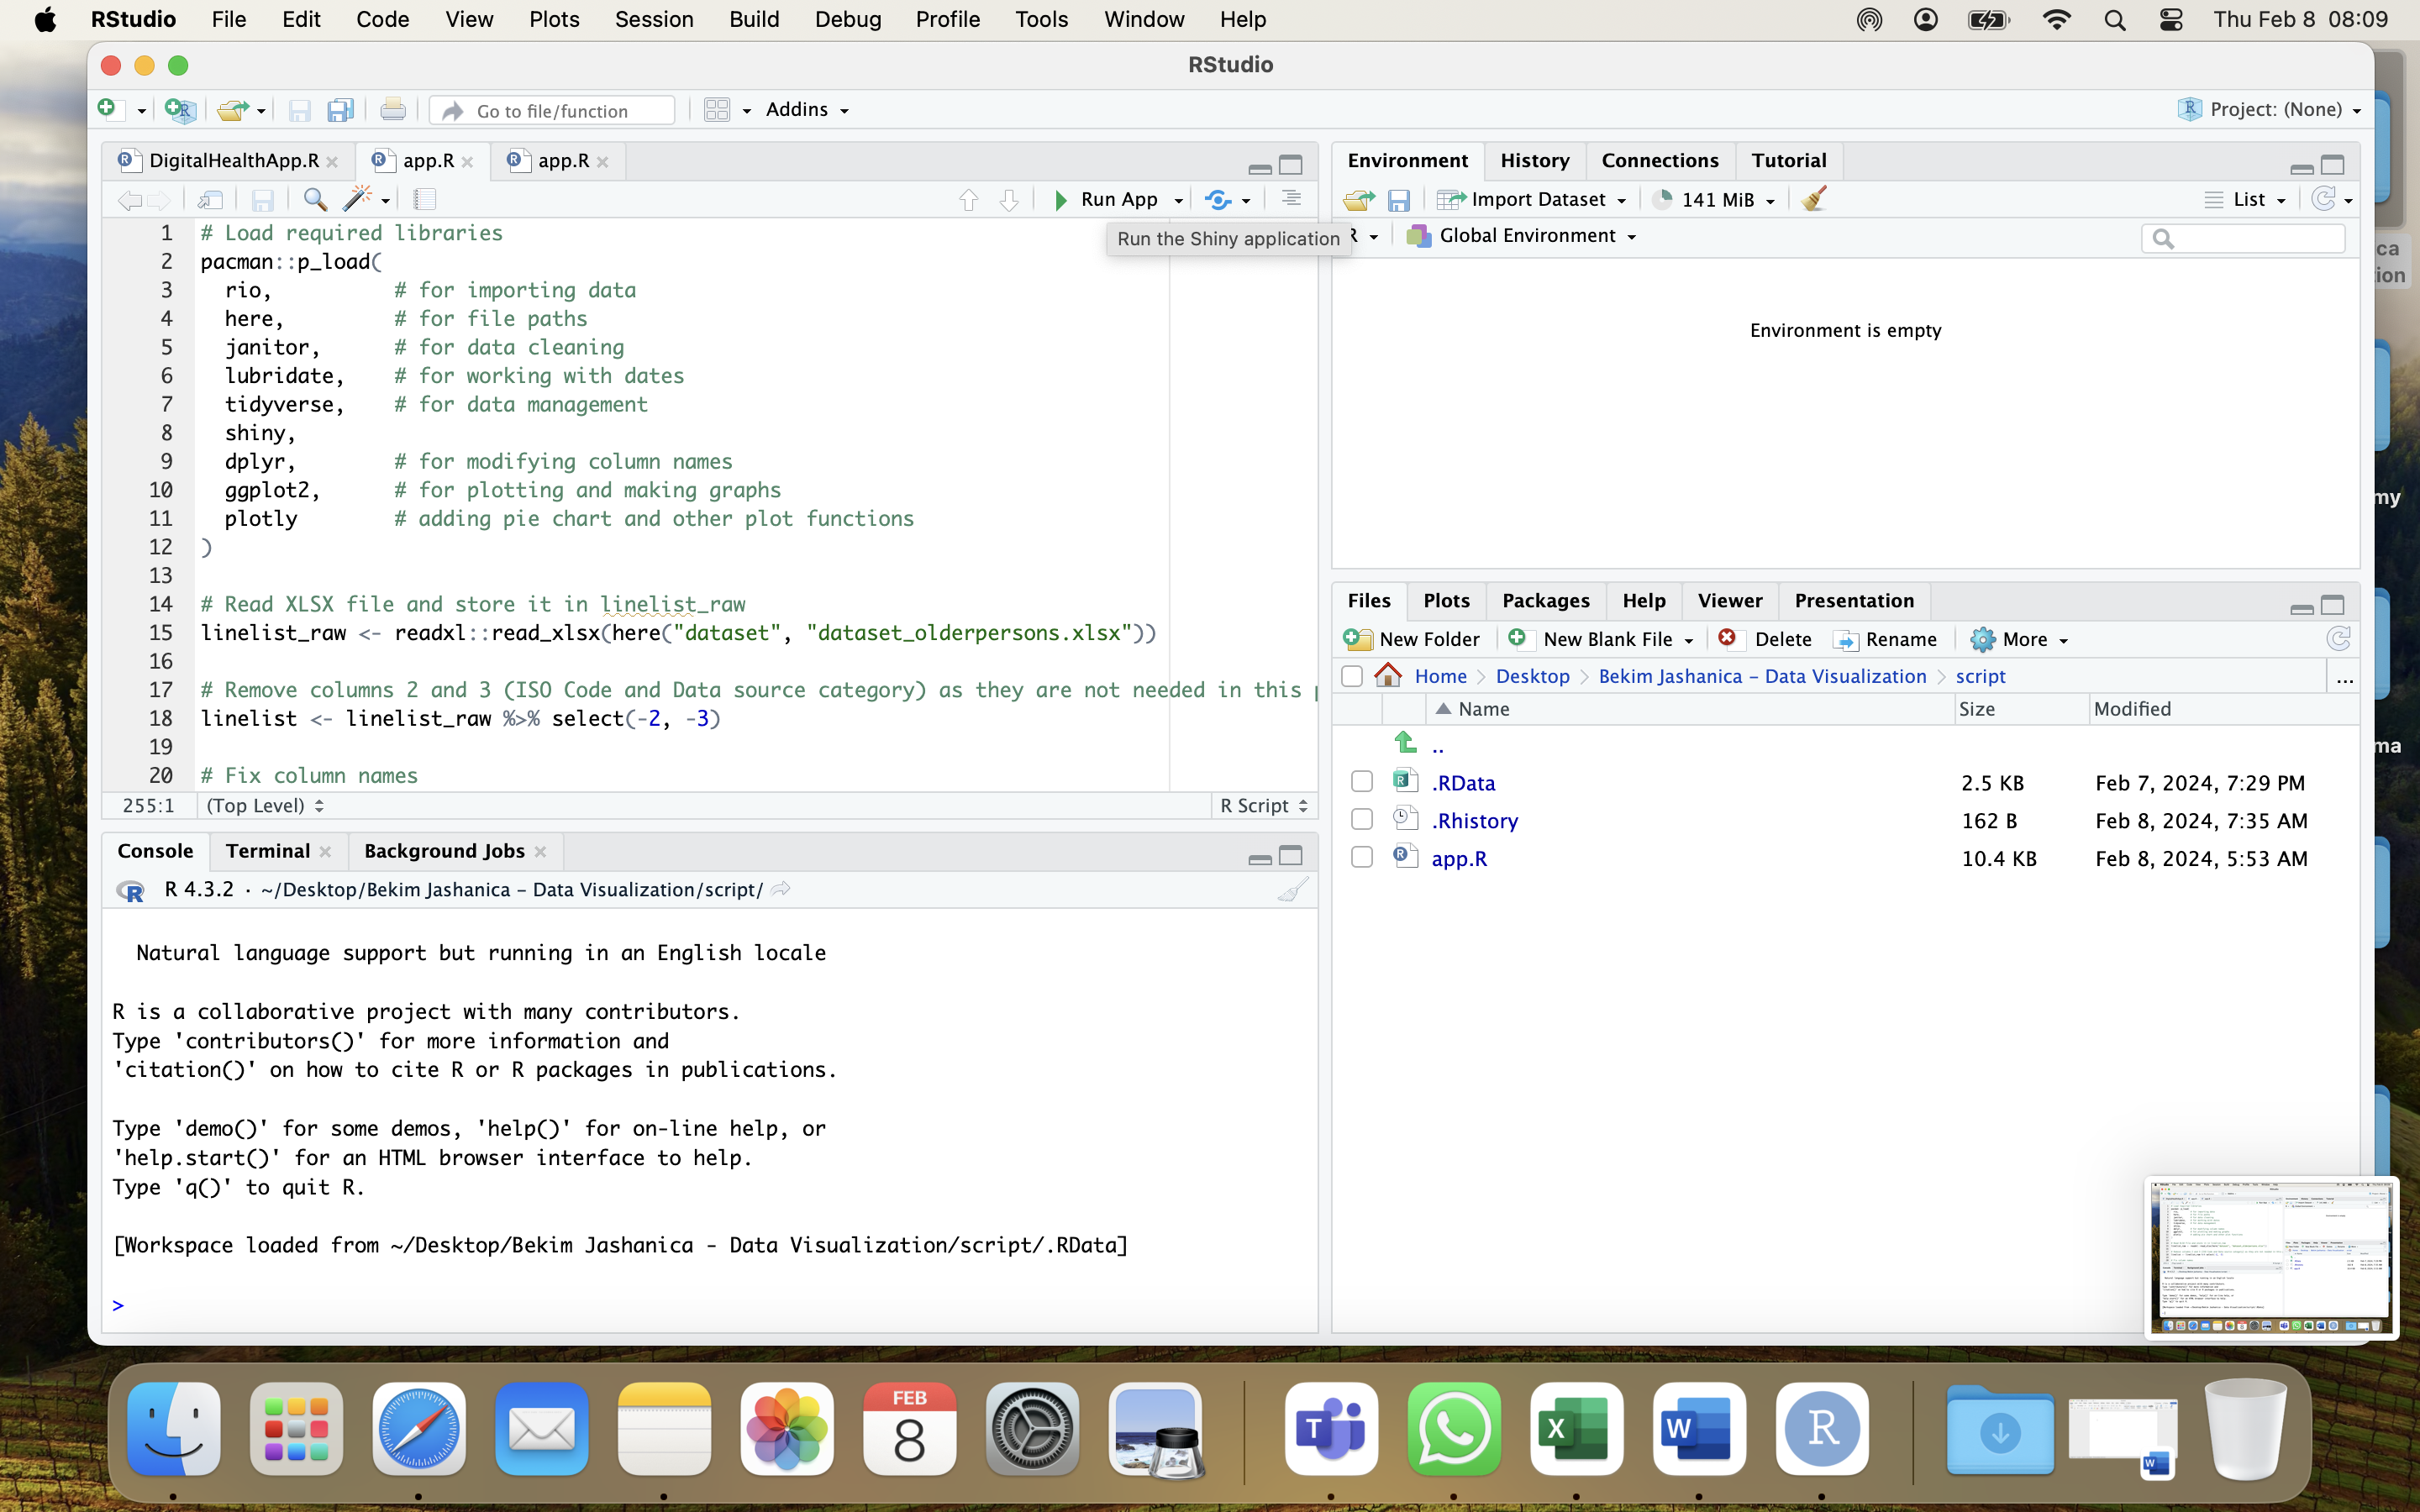 RStudio File Edit Code View Plots Session Build Debug Profile Tools Window Help Thu Feb 8 08:09
RStudio
Go to file/function Addins Project: (None)
DigitalHealthApp.R app.R app.R
Run App
Run the Shiny application
1 # Load required libraries
2 pacman::p_load(
3 rio, # for importing data
4 here, # for file paths
5 janitor, # for data cleaning
6 lubridate, # for working with dates
7 tidyverse, # for data management
8 shiny,
9 dplyr, # for modifying column names
10 ggplot2, # for plotting and making graphs
11 plotly # adding pie chart and other plot functions
12 )
13
14 # Read XLSX file and store it in linelist_raw
15 linelist_raw <- readxl::read_xlsx(here("dataset", "dataset_olderpersons.xlsx"))
16
17 # Remove columns 2 and 3 (ISO Code and Data source category) as they are not needed in this
18 linelist <- linelist_raw %>% select(-2, -3)
19
20 # Fix column names
255:1 (Top Level) R Script
Console Terminal Background Jobs
R 4.3.2 · ~/Desktop/Bekim Jashanica – Data Visualization/script/
Natural language support but running in an English locale
R is a collaborative project with many contributors.
Type 'contributors()' for more information and
'citation()' on how to cite R or R packages in publications.
Type 'demo()' for some demos, 'help()' for on-line help, or
'help.start()' for an HTML browser interface to help.
Type 'q()' to quit R.
[Workspace loaded from ~/Desktop/Bekim Jashanica - Data Visualization/script/.RData]
>
Environment History Connections Tutorial
Import Dataset 141 MiB List
R Global Environment
Environment is empty
Files Plots Packages Help Viewer Presentation
New Folder New Blank File Delete Rename More
Home Desktop Bekim Jashanica – Data Visualization script ...
Name Size Modified
..
.RData 2.5 KB Feb 7, 2024, 7:29 PM
.Rhistory 162 B Feb 8, 2024, 7:35 AM
app.R 10.4 KB Feb 8, 2024, 5:53 AM
ca
ion
my
ma
FEB
8
T
X
W
R
W